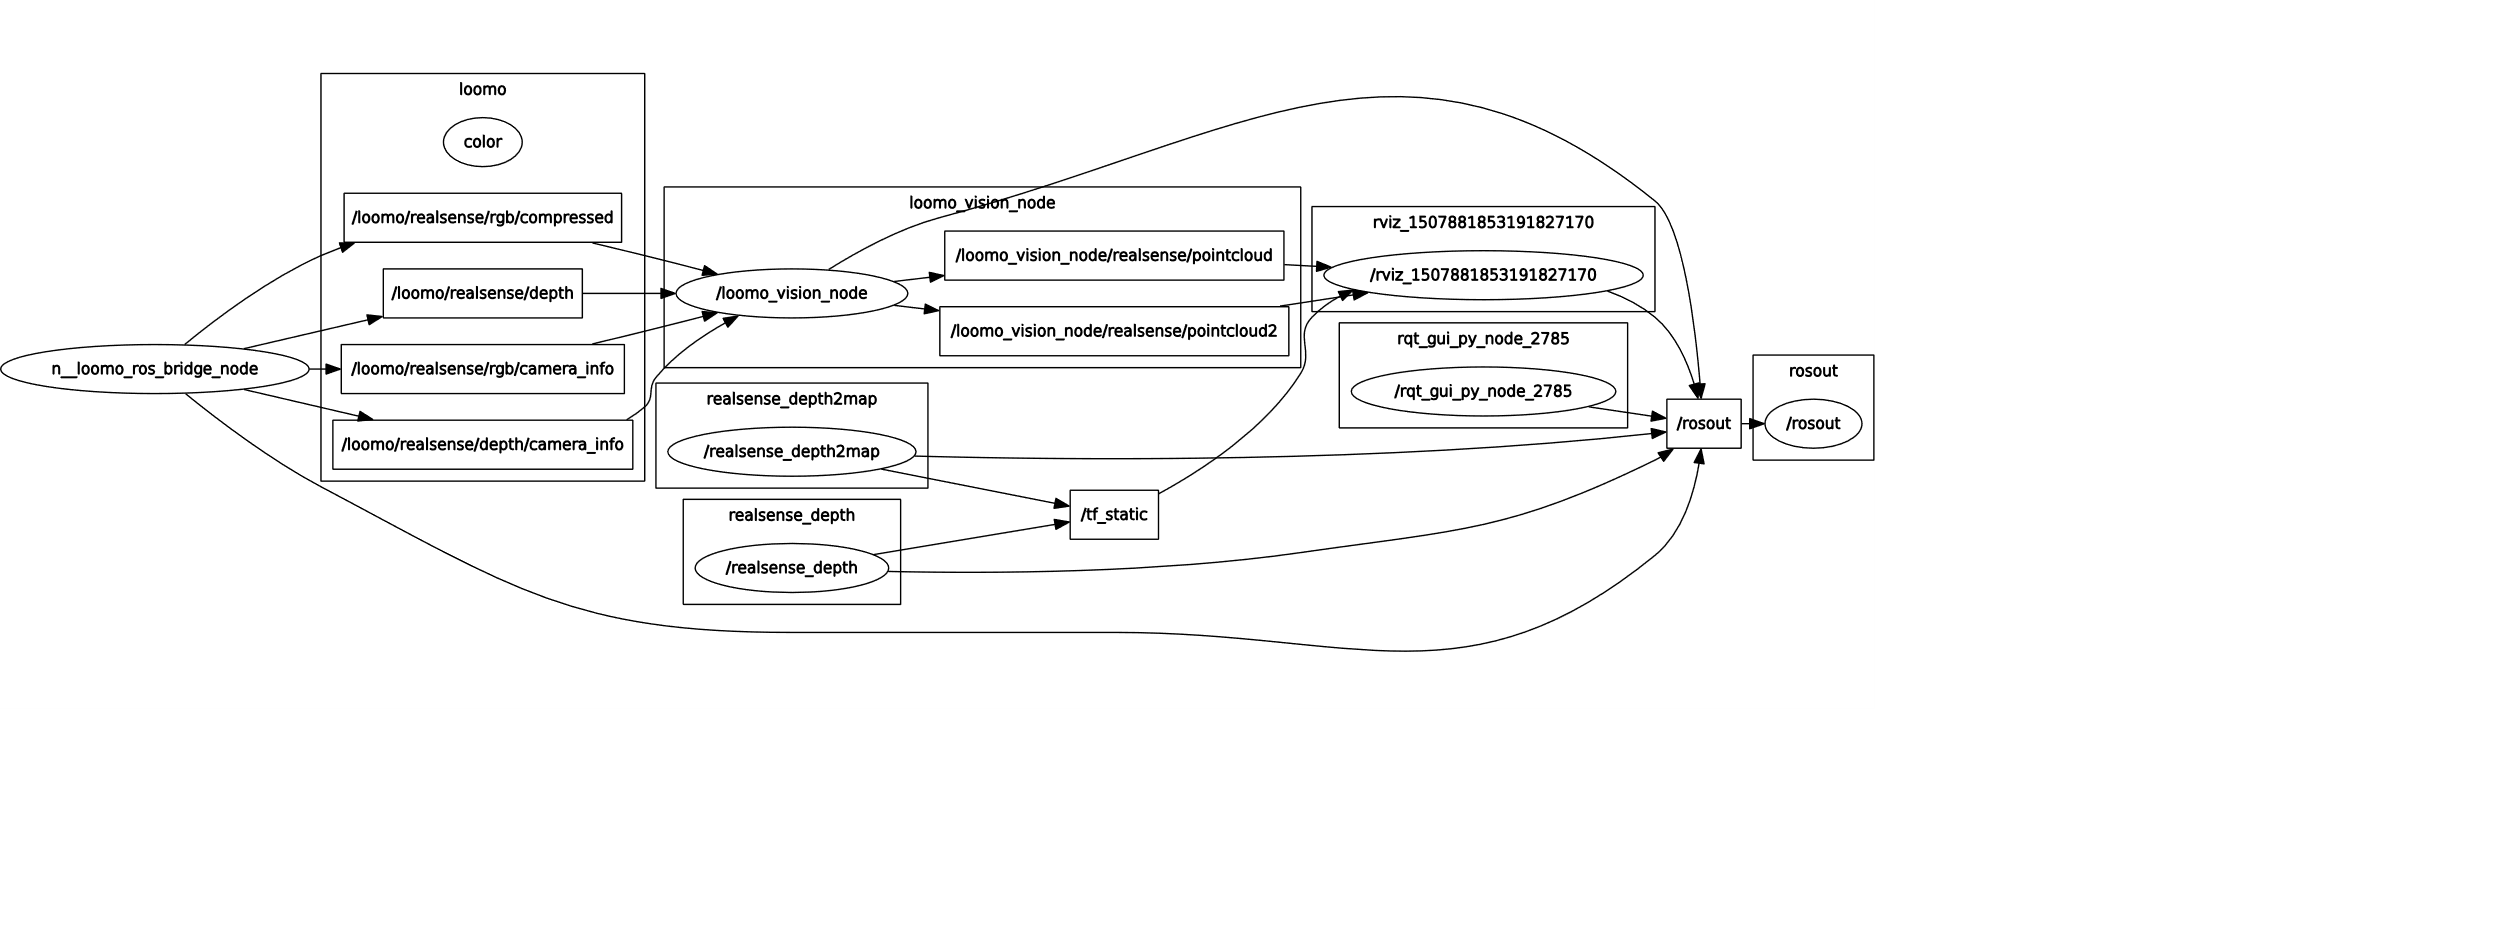 n__loomo_ros_bridge_node
loomo
color
/loomo/realsense/rgb/compressed
/loomo/realsense/depth
/loomo/realsense/rgb/camera_info
/loomo/realsense/depth/camera_info
loomo_vision_node
/loomo_vision_node
/loomo_vision_node/realsense/pointcloud
/loomo_vision_node/realsense/pointcloud2
realsense_depth2map
/realsense_depth2map
realsense_depth
/realsense_depth
/tf_static
rviz_1507881853191827170
/rviz_1507881853191827170
rqt_gui_py_node_2785
/rqt_gui_py_node_2785
/rosout
rosout
/rosout